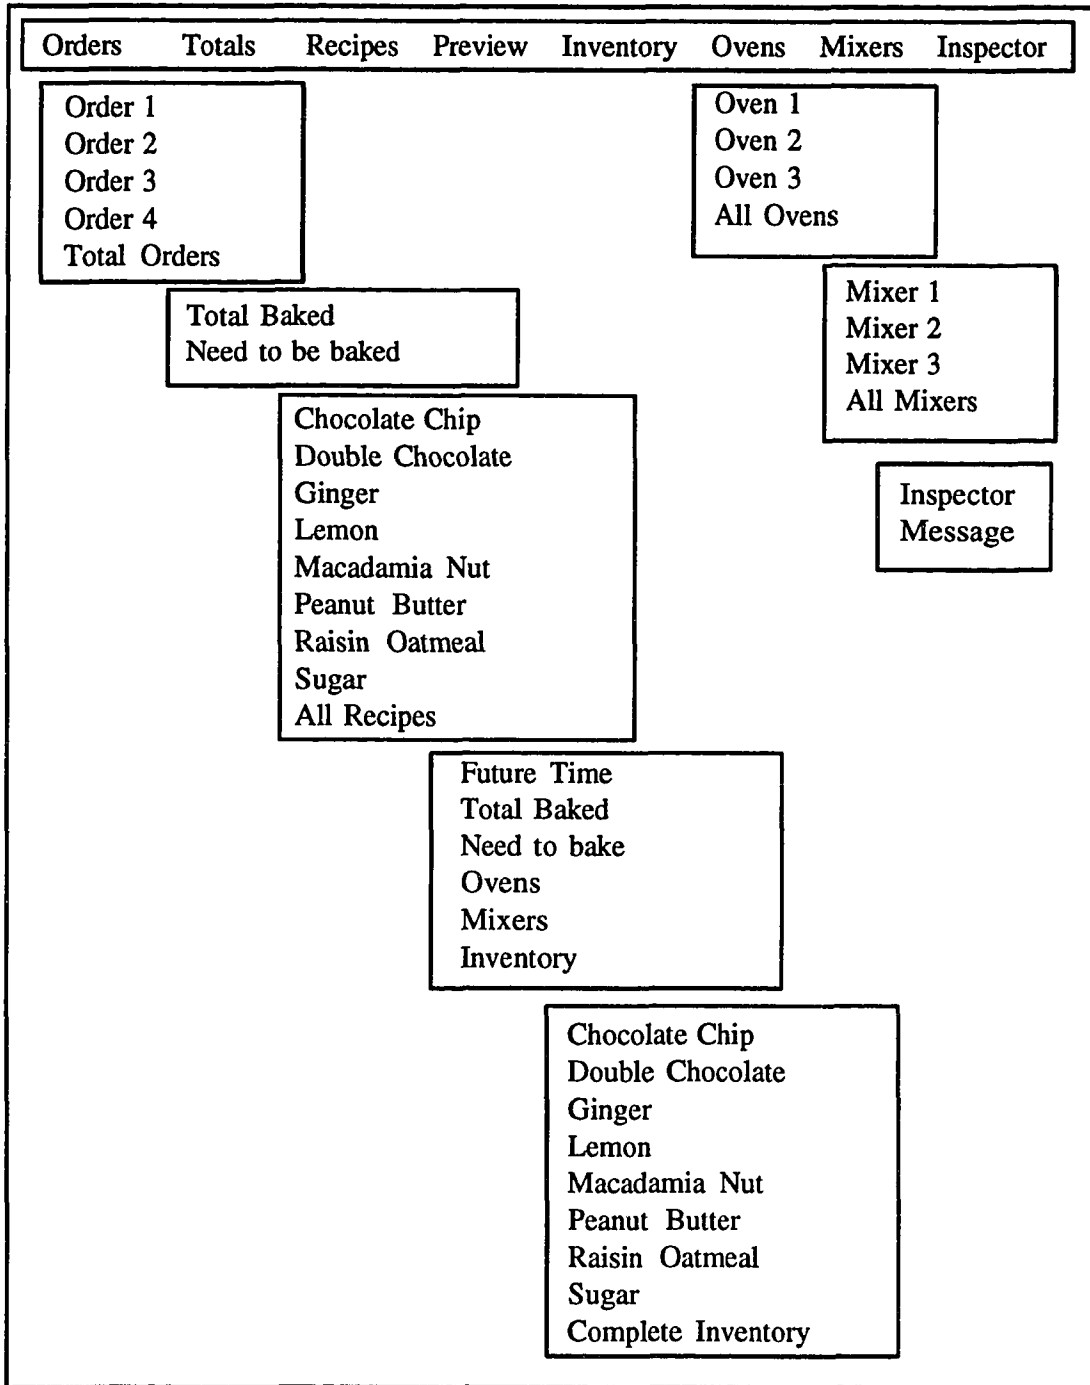 Orders Totals Recipes Preview Inventory Ovens Mixers Inspector
Order 1
Order 2
Order 3
Order 4
Total Orders
Total Baked
Need to be baked
Chocolate Chip
Double Chocolate
Ginger
Lemon
Macadamia Nut
Peanut Butter
Raisin Oatmeal
Sugar
All Recipes
Future Time
Total Baked
Need to bake
Ovens
Mixers
Inventory
Chocolate Chip
Double Chocolate
Ginger
Lemon
Macadamia Nut
Peanut Butter
Raisin Oatmeal
Sugar
Complete Inventory
Oven 1
Oven 2
Oven 3
All Ovens
Mixer 1
Mixer 2
Mixer 3
All Mixers
Inspector
Message